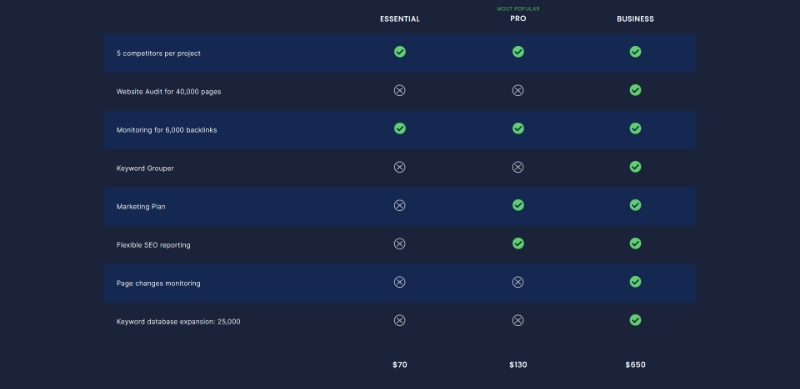 MOST POPULAR
ESSENTIAL PRO BUSINESS
5 competitors per project
Website Audit for 40,000 pages
Monitoring for 6,000 backlinks
Keyword Grouper
Marketing Plan
Flexible SEO reporting
Page changes monitoring
Keyword database expansion: 25,000
$70 $130 $650